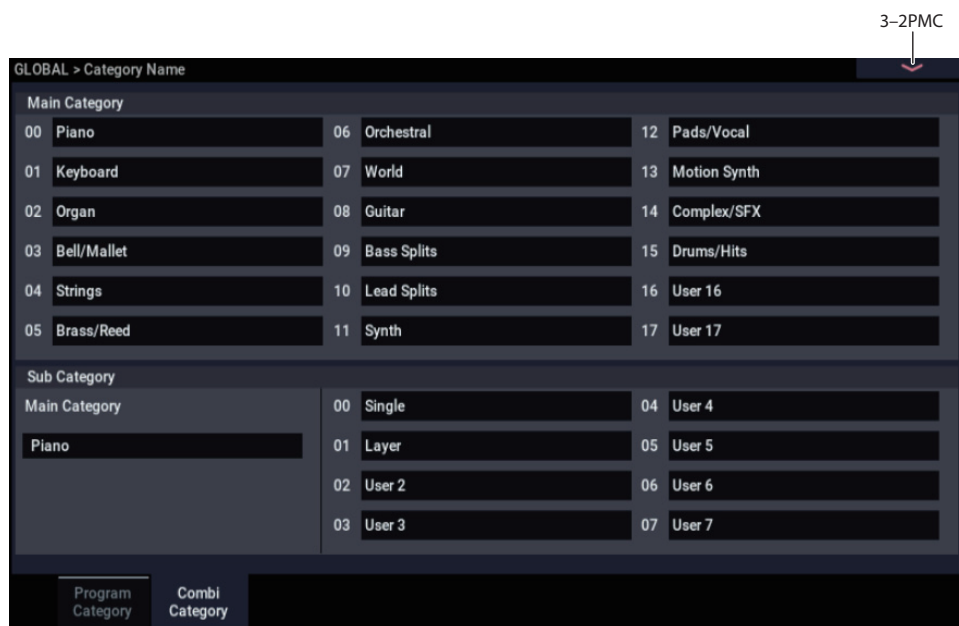 3–2PMC
GLOBAL > Category Name
Main Category
00 Piano 06 Orchestral 12 Pads/Vocal
01 Keyboard 07 World 13 Motion Synth
02 Organ 08 Guitar 14 Complex/SFX
03 Bell/Mallet 09 Bass Splits 15 Drums/Hits
04 Strings 10 Lead Splits 16 User 16
05 Brass/Reed 11 Synth 17 User 17
Sub Category
Main Category 00 Single 04 User 4
Piano 01 Layer 05 User 5
02 User 2 06 User 6
03 User 3 07 User 7
Program Combi
Category Category